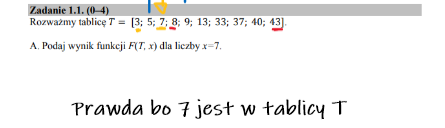 Zadanie 1.1. (0–4)
Rozważmy tablicę T = [3; 5; 7; 8; 9; 13; 33; 37; 40; 43].
A. Podaj wynik funkcji F(T, x) dla liczby x=7.
Prawda bo 7 jest w tablicy T